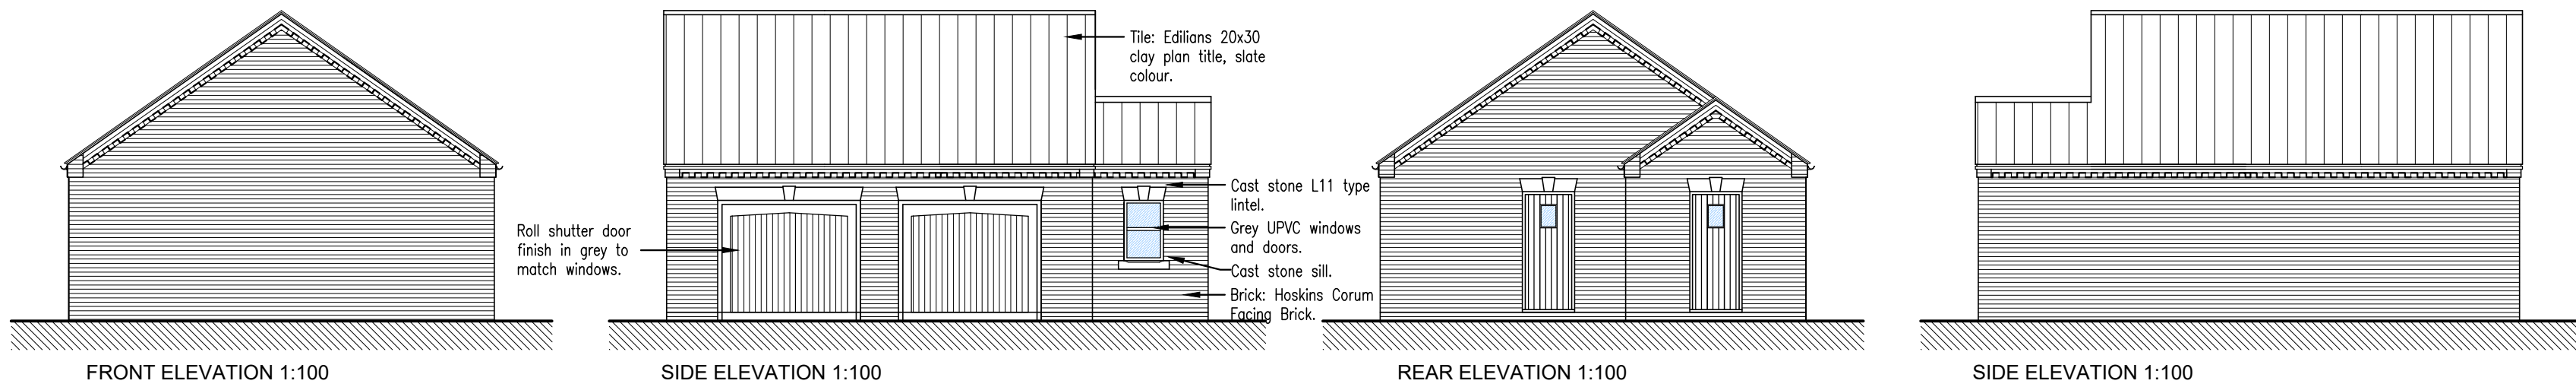 Tile: Edilians 20x30
clay plan title, slate
colour.
Roll shutter door
finish in grey to
match windows.
Cast stone L11 type
lintel.
Grey UPVC windows
and doors.
Cast stone sill.
Brick: Hoskins Corum
Facing Brick.
FRONT ELEVATION 1:100
SIDE ELEVATION 1:100
REAR ELEVATION 1:100
SIDE ELEVATION 1:100